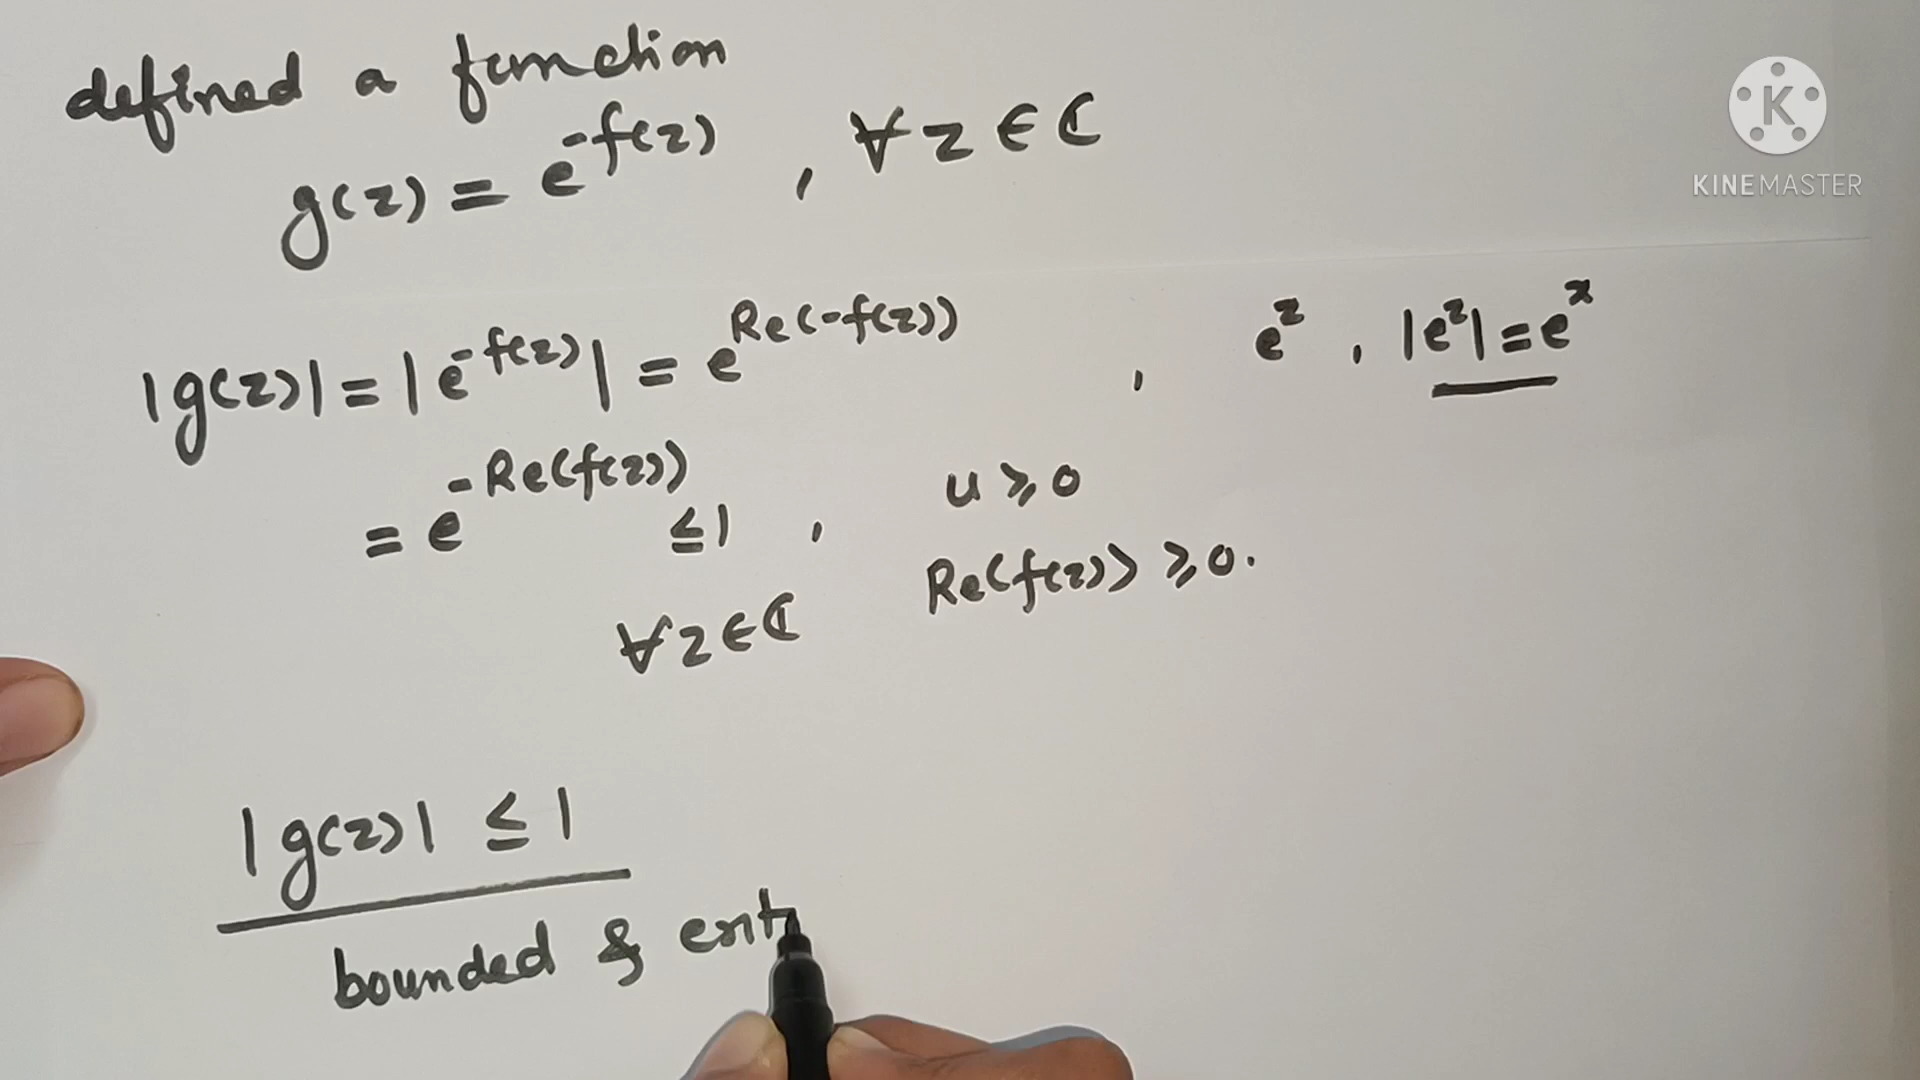 defined a function
g(z) = e^{-f(z)} , ∀ z ∈ ℂ
K
KINEMASTER
|g(z)| = |e^{-f(z)}| = e^{Re(-f(z))} , e^z , |e^z| = e^x
= e^{-Re(f(z))} ≤ 1 , u ≥ 0
∀ z ∈ ℂ Re(f(z)) ≥ 0.
|g(z)| ≤ 1
bounded & ent